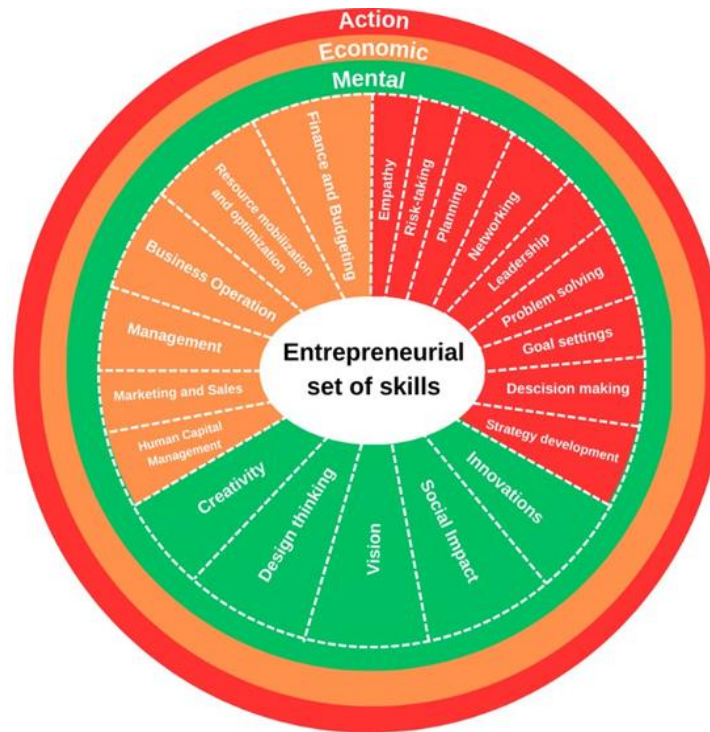 Action
Economic
Mental
Empathy
Risk-taking
Planning
Networking
Leadership
Problem solving
Goal settings
Descision making
Strategy development
Innovations
Social Impact
Vision
Design thinking
Creativity
Human Capital
Management
Marketing and Sales
Management
Business Operation
Resource mobilization
and optimization
Finance and Budgeting
Entrepreneurial
set of skills